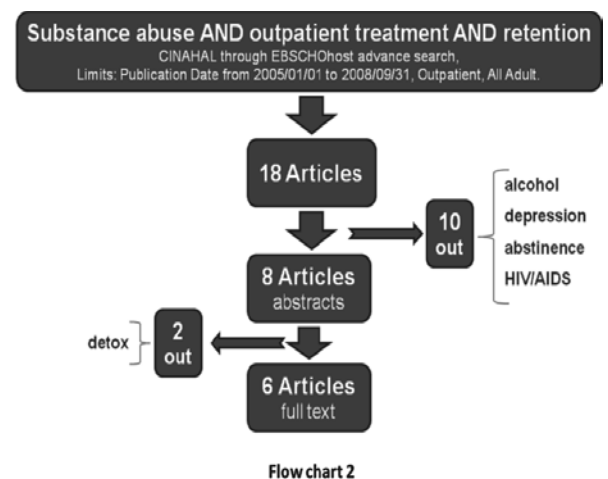 Substance abuse AND outpatient treatment AND retention
CINAHAL through EBSCHOhost advance search,
Limits: Publication Date from 2005/01/01 to 2008/09/31, Outpatient, All Adult.
18 Articles
10
out
alcohol
depression
abstinence
HIV/AIDS
8 Articles
abstracts
detox
2
out
6 Articles
full text
Flow chart 2